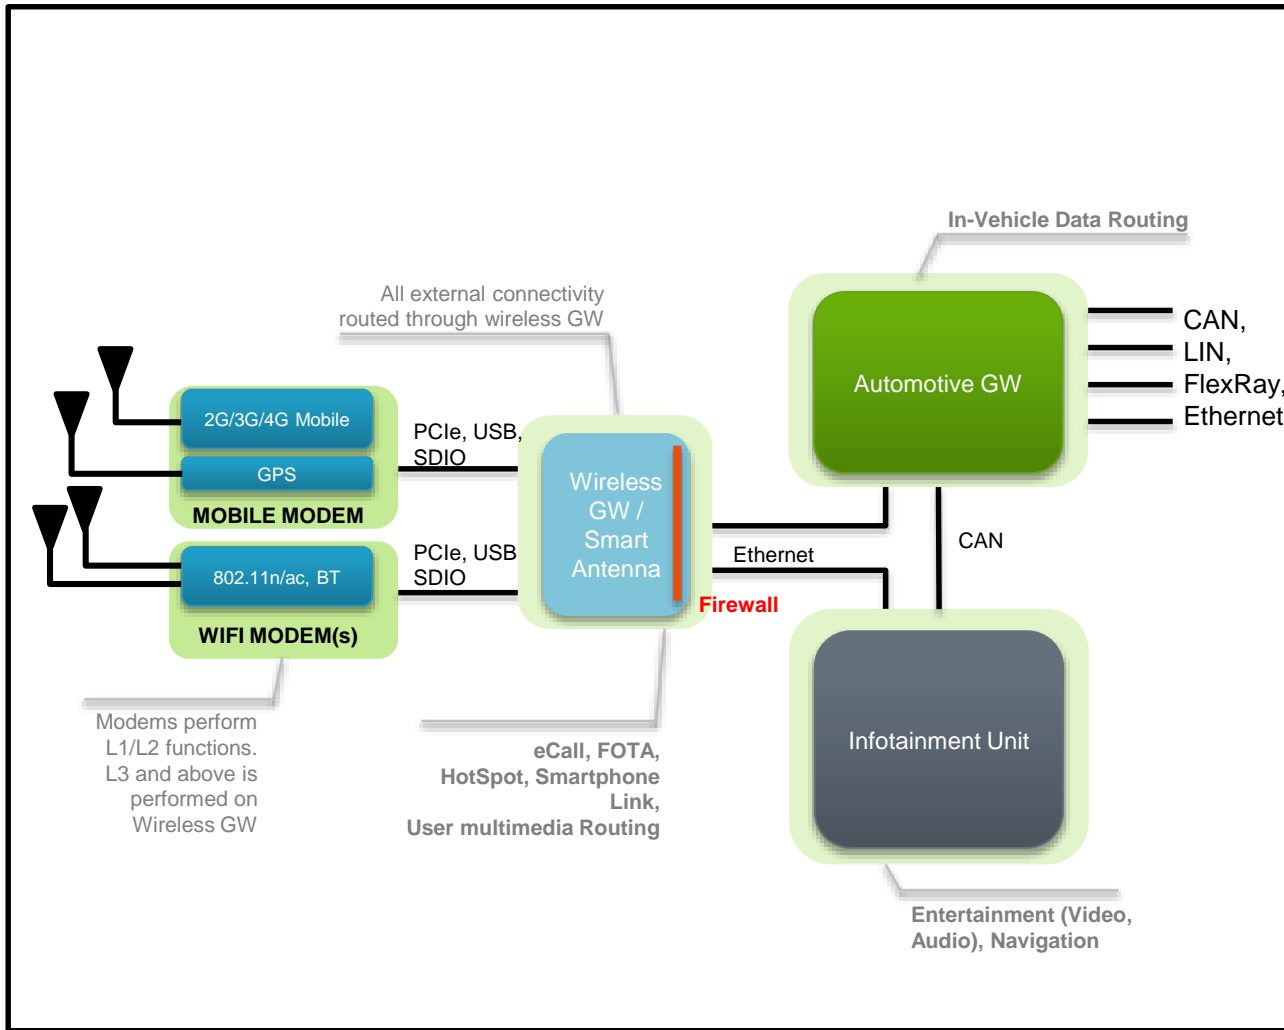 In-Vehicle Data Routing
All external connectivity
routed through wireless GW
CAN,
LIN,
FlexRay,
Ethernet
Automotive GW
2G/3G/4G Mobile
GPS
MOBILE MODEM
PCIe, USB,
SDIO
Wireless
GW /
Smart
Antenna
802.11n/ac, BT
WIFI MODEM(s)
PCIe, USB
SDIO
Ethernet
CAN
Firewall
Modems perform
L1/L2 functions.
L3 and above is
performed on
Wireless GW
eCall, FOTA,
HotSpot, Smartphone
Link,
User multimedia Routing
Infotainment Unit
Entertainment (Video,
Audio), Navigation